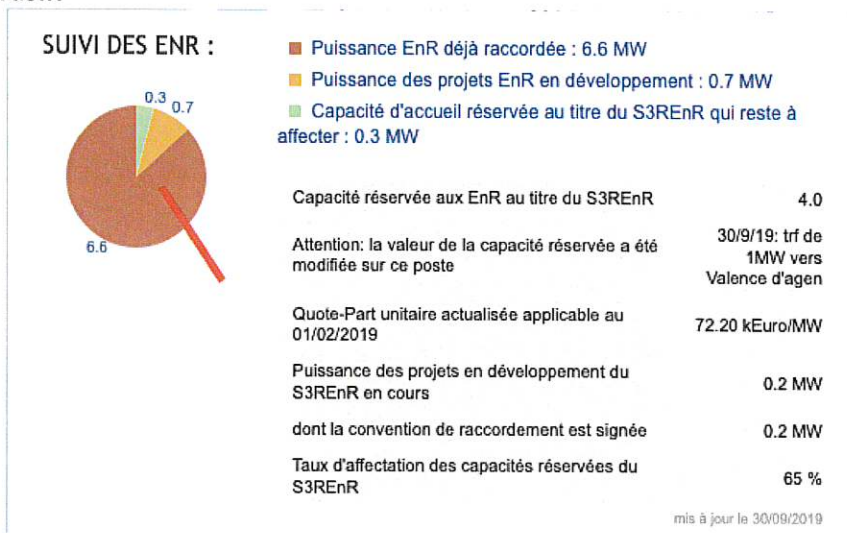 SUIVI DES ENR :
0.3
0.7
6.6
Puissance EnR déjà raccordée : 6.6 MW
Puissance des projets EnR en développement : 0.7 MW
Capacité d'accueil réservée au titre du S3REnR qui reste à
affecter : 0.3 MW
Capacité réservée aux EnR au titre du S3REnR 4.0
Attention: la valeur de la capacité réservée a été
modifiée sur ce poste
30/9/19: trf de
1MW vers
Valence d'agen
Quote-Part unitaire actualisée applicable au
01/02/2019
72.20 kEuro/MW
Puissance des projets en développement du
S3REnR en cours
0.2 MW
dont la convention de raccordement est signée 0.2 MW
Taux d'affectation des capacités réservées du
S3REnR
65 %
mis à jour le 30/09/2019